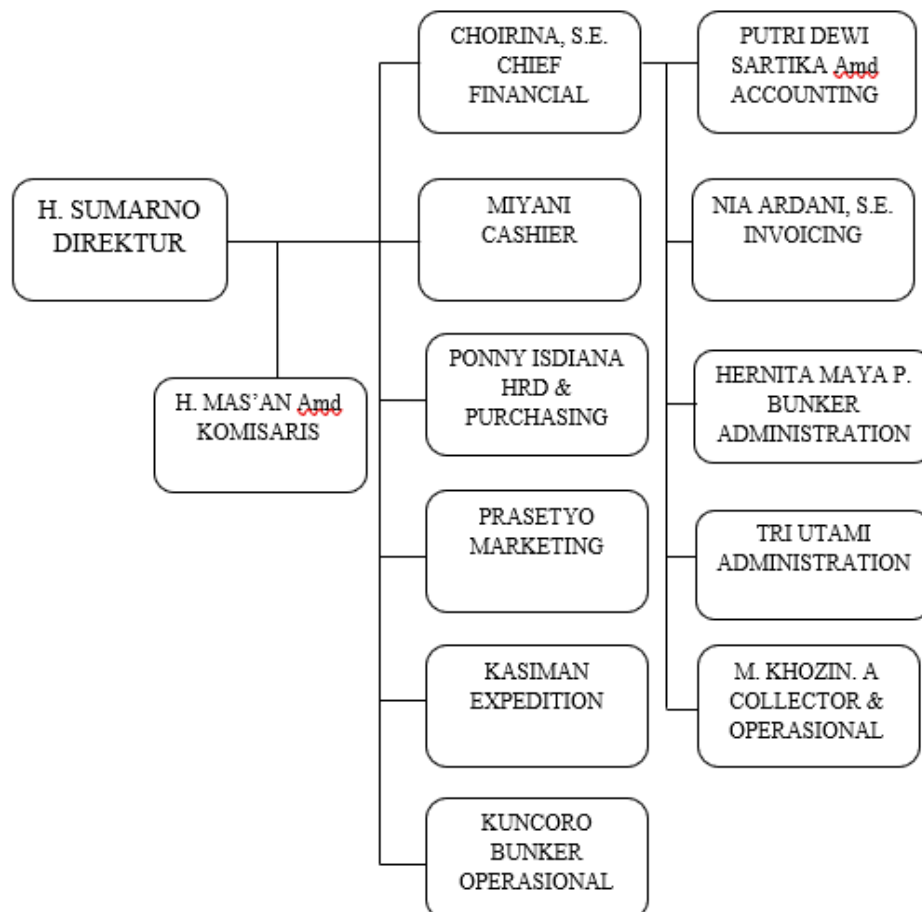 H. SUMARNO
DIREKTUR
H. MAS’AN Amd
KOMISARIS
CHOIRINA, S.E.
CHIEF
FINANCIAL
MIYANI
CASHIER
PONNY ISDIANA
HRD &
PURCHASING
PRASETYO
MARKETING
KASIMAN
EXPEDITION
KUNCORO
BUNKER
OPERASIONAL
PUTRI DEWI
SARTIKA Amd
ACCOUNTING
NIA ARDANI, S.E.
INVOICING
HERNITA MAYA P.
BUNKER
ADMINISTRATION
TRI UTAMI
ADMINISTRATION
M. KHOZIN. A
COLLECTOR &
OPERASIONAL